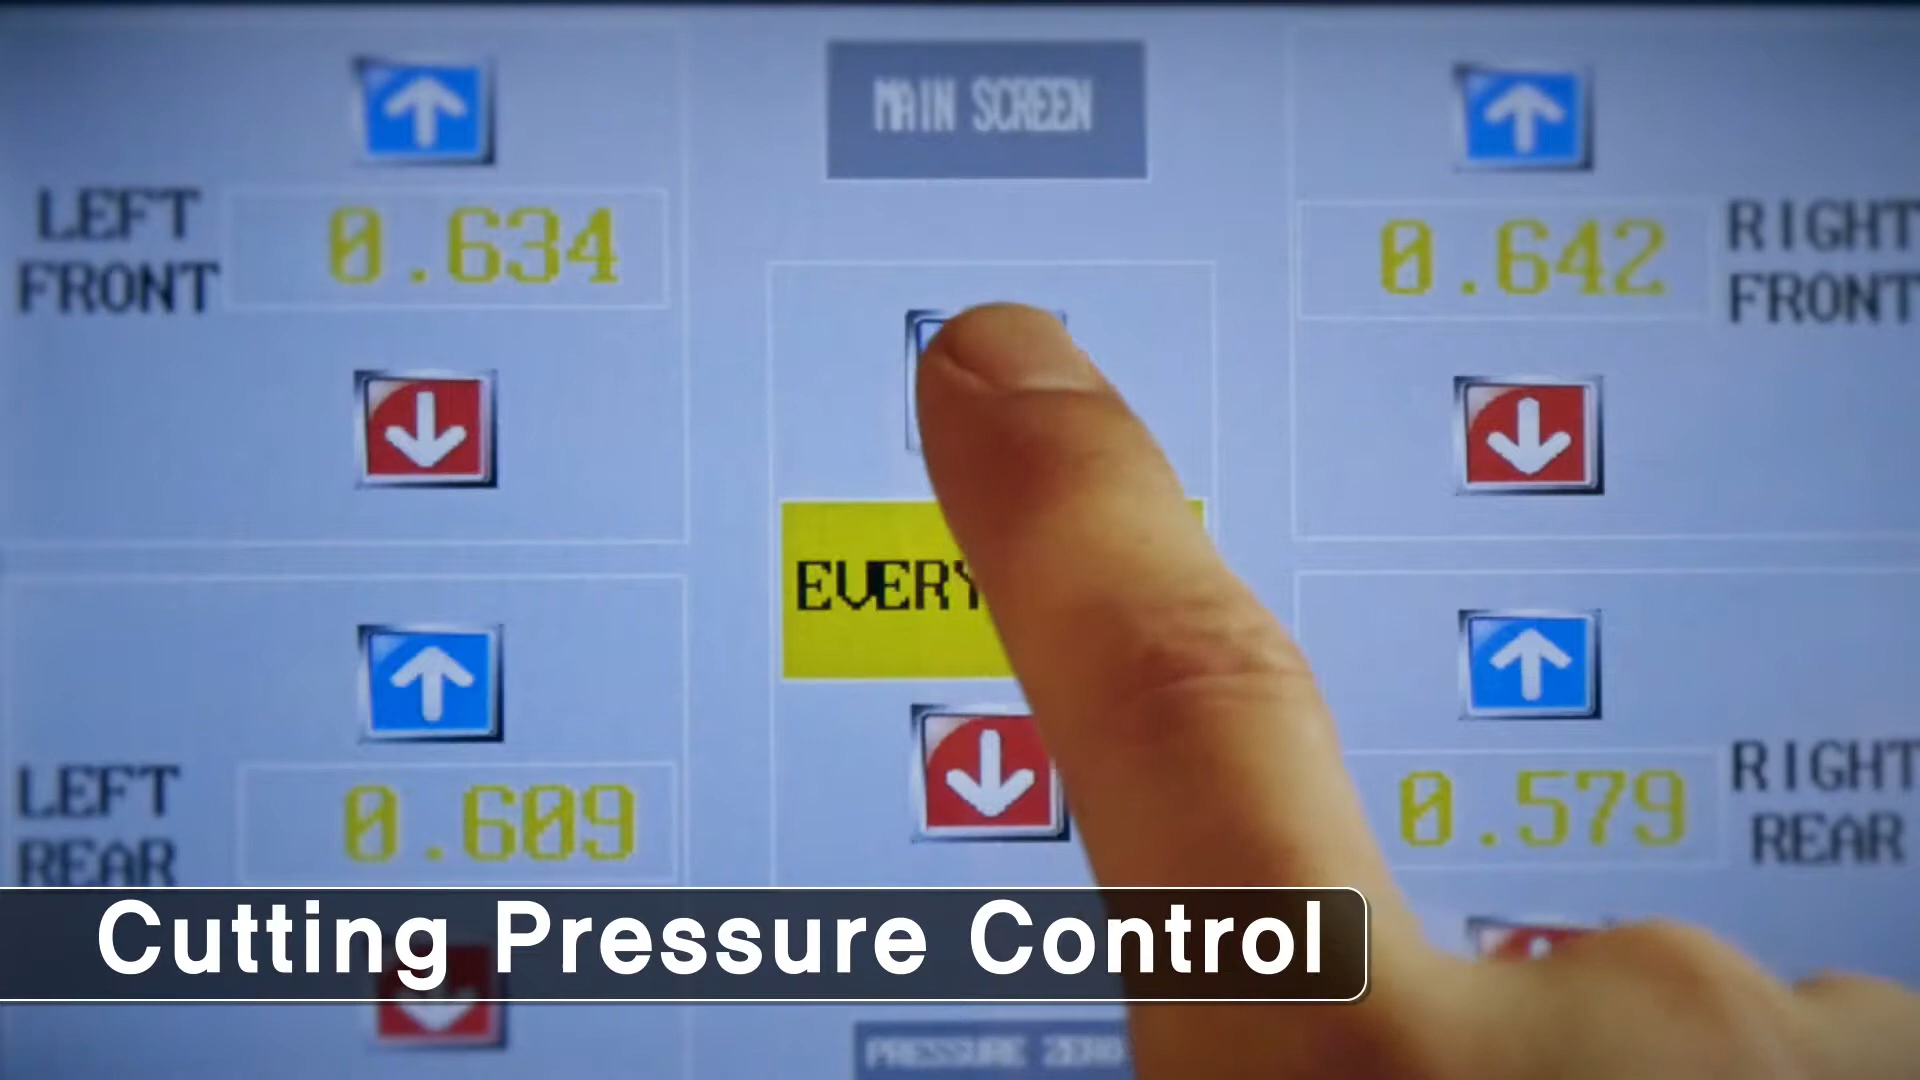 MAIN SCREEN
LEFT
FRONT
0.634
0.642
RIGHT
FRONT
EVERY
LEFT
REAR
0.609
0.579
RIGHT
REAR
Cutting Pressure Control
PRESSURE ZERO